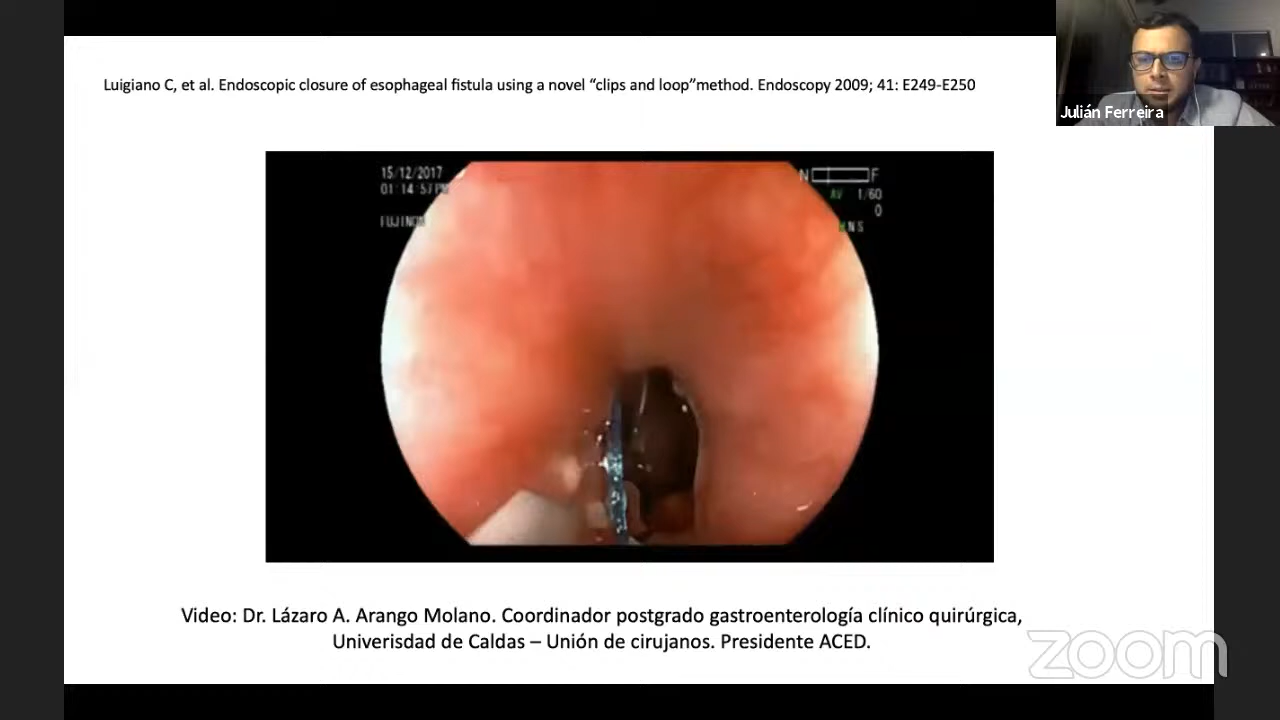 Luigiano C, et al. Endoscopic closure of esophageal fistula using a novel “clips and loop”method. Endoscopy 2009; 41: E249-E250
Julián Ferreira
15/12/2017
01:14:57
N F
AV 1/60
0
FUJINON
Video: Dr. Lázaro A. Arango Molano. Coordinador postgrado gastroenterología clínico quirúrgica,
Univerisdad de Caldas – Unión de cirujanos. Presidente ACED.
zoom